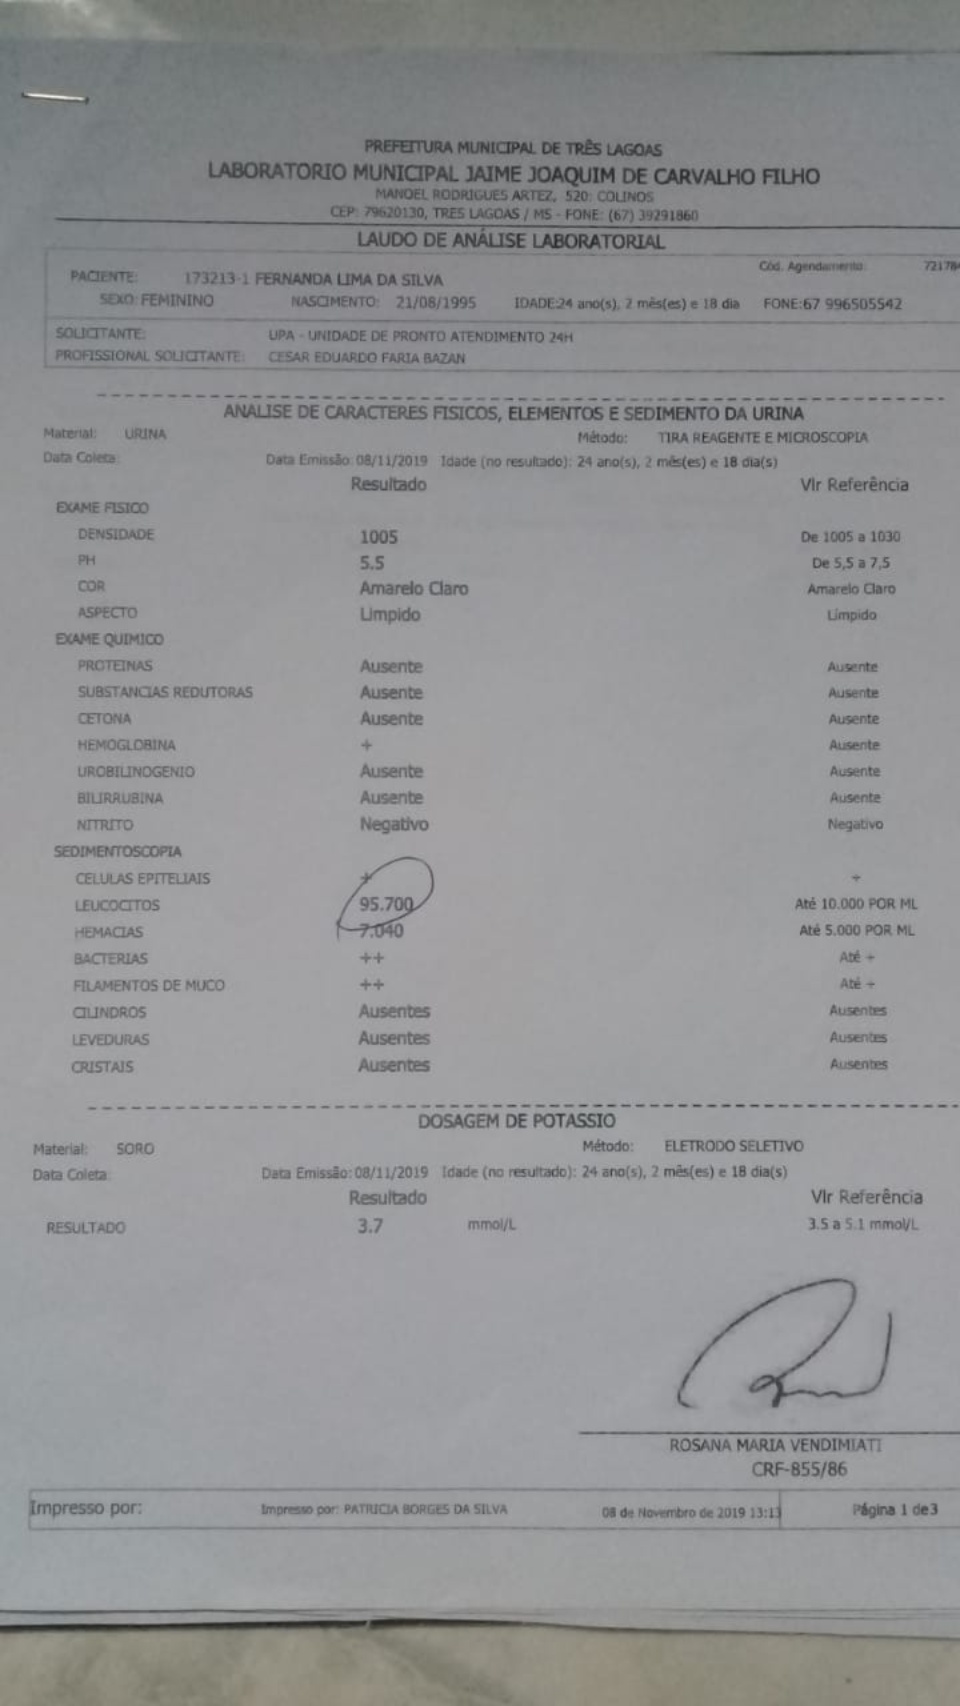 PREFEITURA MUNICIPAL DE TRÊS LAGOAS
LABORATORIO MUNICIPAL JAIME JOAQUIM DE CARVALHO FILHO
MANOEL RODRIGUES ARTEZ, 520: COLINOS
CEP: 79620130, TRES LAGOAS / MS - FONE: (67) 39291860
LAUDO DE ANÁLISE LABORATORIAL
Cód. Agendamento: 72178
PACIENTE: 173213-1 FERNANDA LIMA DA SILVA
SEXO: FEMININO NASCIMENTO: 21/08/1995 IDADE:24 ano(s), 2 mês(es) e 18 dia FONE:67 996505542
SOLICITANTE: UPA - UNIDADE DE PRONTO ATENDIMENTO 24H
PROFISSIONAL SOLICITANTE: CESAR EDUARDO FARIA BAZAN
ANALISE DE CARACTERES FISICOS, ELEMENTOS E SEDIMENTO DA URINA
Material: URINA Método: TIRA REAGENTE E MICROSCOPIA
Data Coleta: Data Emissão: 08/11/2019 Idade (no resultado): 24 ano(s), 2 mês(es) e 18 dia(s)
Resultado Vlr Referência
EXAME FISICO
DENSIDADE 1005 De 1005 a 1030
PH 5.5 De 5,5 a 7,5
COR Amarelo Claro Amarelo Claro
ASPECTO Limpido Limpido
EXAME QUIMICO
PROTEINAS Ausente Ausente
SUBSTANCIAS REDUTORAS Ausente Ausente
CETONA Ausente Ausente
HEMOGLOBINA + Ausente
UROBILINOGENIO Ausente Ausente
BILIRRUBINA Ausente Ausente
NITRITO Negativo Negativo
SEDIMENTOSCOPIA
CELULAS EPITELIAIS + +
LEUCOCITOS 95.700 Até 10.000 POR ML
HEMACIAS 7.040 Até 5.000 POR ML
BACTERIAS ++ Até +
FILAMENTOS DE MUCO ++ Até +
CILINDROS Ausentes Ausentes
LEVEDURAS Ausentes Ausentes
CRISTAIS Ausentes Ausentes
DOSAGEM DE POTASSIO
Material: SORO Método: ELETRODO SELETIVO
Data Coleta: Data Emissão: 08/11/2019 Idade (no resultado): 24 ano(s), 2 mês(es) e 18 dia(s)
Resultado Vlr Referência
RESULTADO 3.7 mmol/L 3.5 a 5.1 mmol/L
ROSANA MARIA VENDIMIATI
CRF-855/86
Impresso por: Impresso por: PATRICIA BORGES DA SILVA 08 de Novembro de 2019 13:13 Página 1 de 3